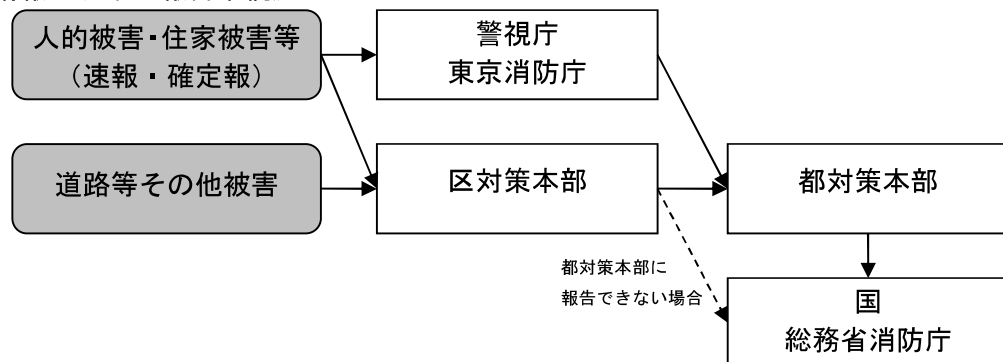 人的被害・住家被害等
（速報・確定報）
警視庁
東京消防庁
道路等その他被害
区対策本部
都対策本部
都対策本部に
報告できない場合
国
総務省消防庁